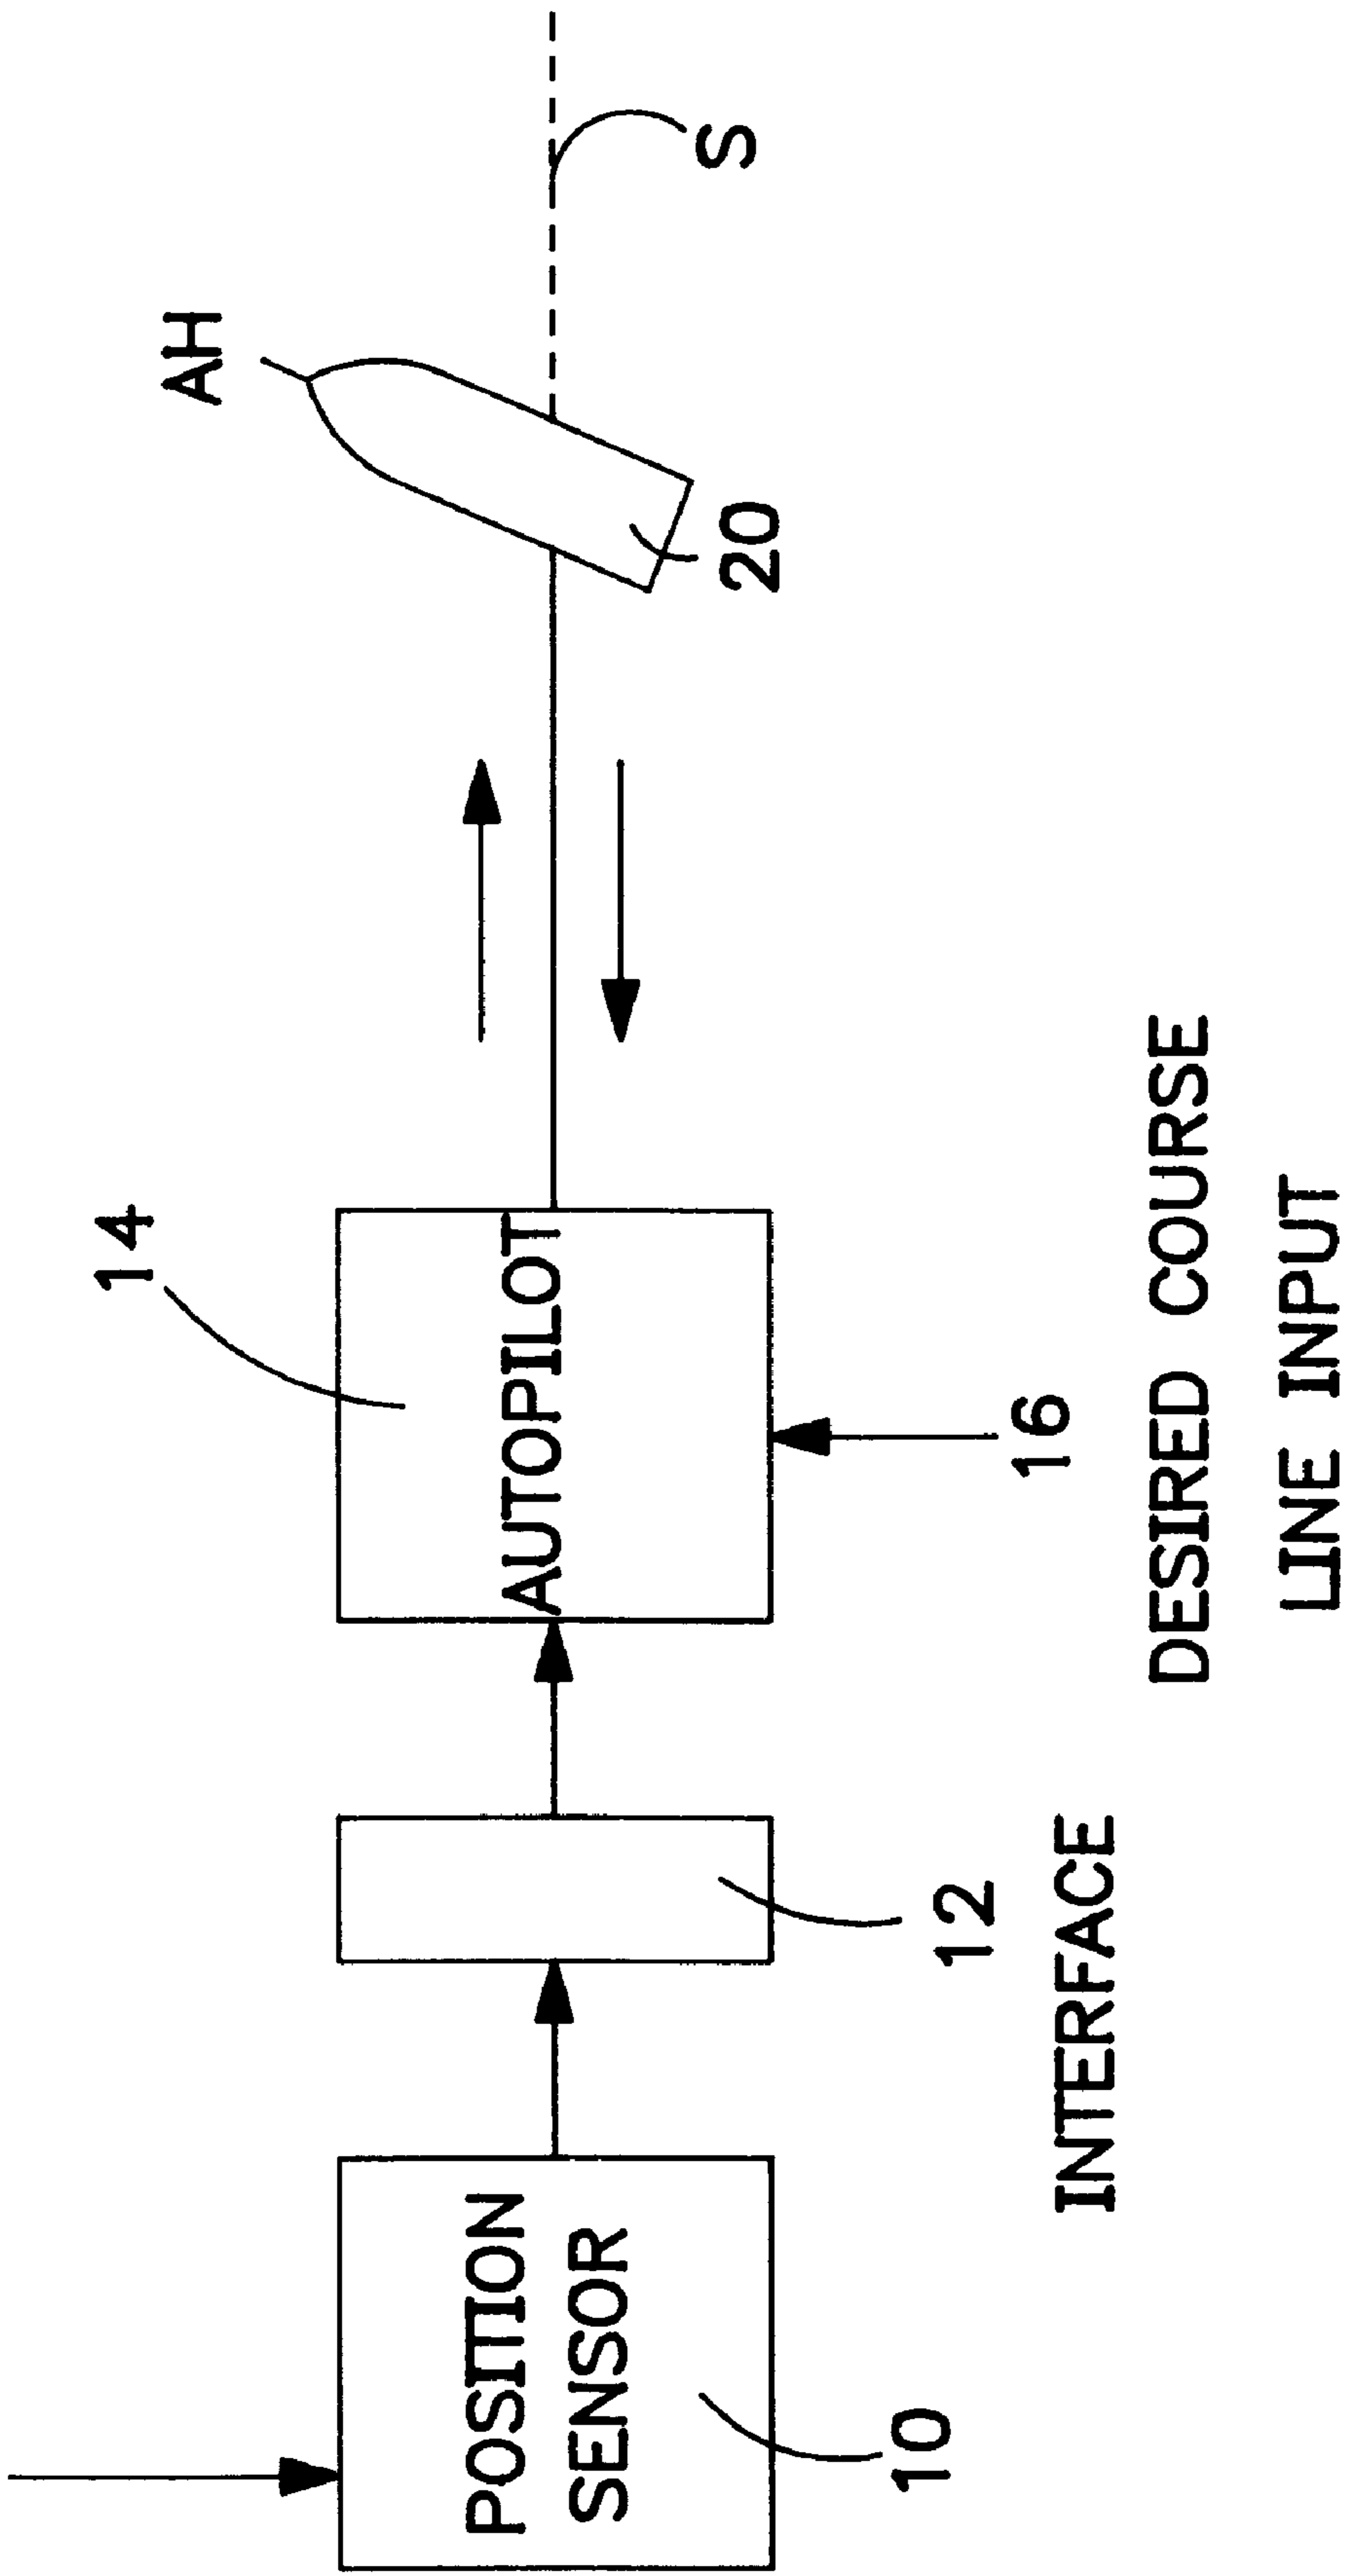 POSITION
SENSOR
10
12
INTERFACE
14
AUTOPILOT
16
DESIRED COURSE
LINE INPUT
AH
20
S